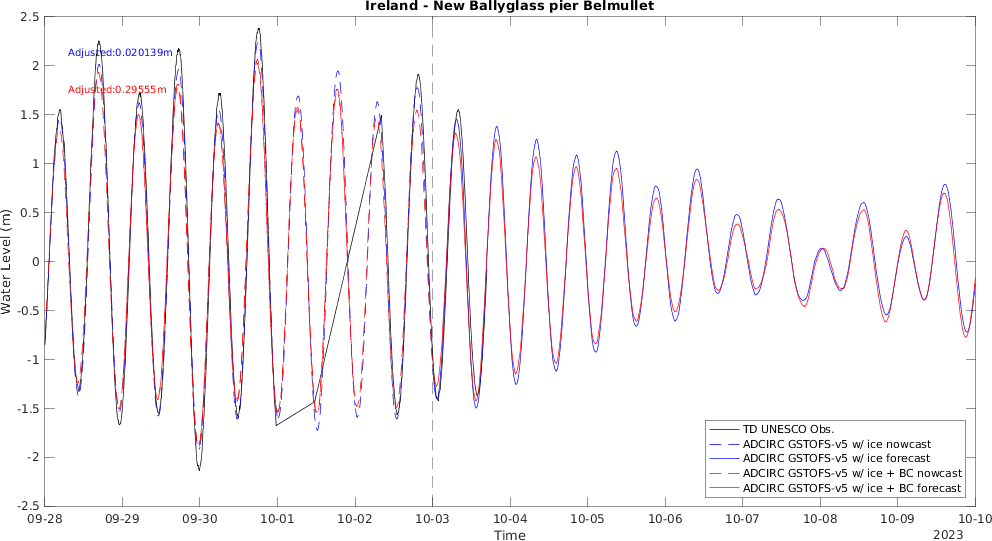 Ireland - New Ballyglass pier Belmullet
Adjusted:0.020139m
Adjusted:0.29555m
Water Level (m)
2.5
2
1.5
1
0.5
0
-0.5
-1
-1.5
-2
-2.5
TD UNESCO Obs.
ADCIRC GSTOFS-v5 w/ ice nowcast
ADCIRC GSTOFS-v5 w/ ice forecast
ADCIRC GSTOFS-v5 w/ ice + BC nowcast
ADCIRC GSTOFS-v5 w/ ice + BC forecast
09-28 09-29 09-30 10-01 10-02 10-03 10-04 10-05 10-06 10-07 10-08 10-09 10-10
Time
2023